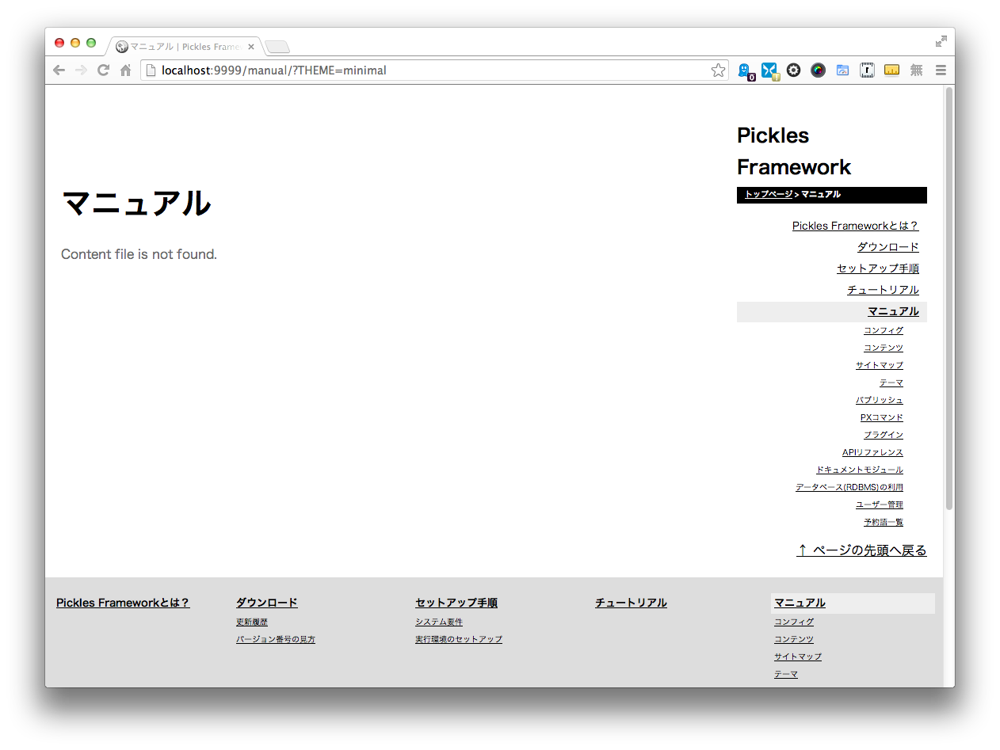 マニュアル | Pickles Frame
localhost:9999/manual/?THEME=minimal
0
無
マニュアル
Content file is not found.
Pickles
Framework
トップページ > マニュアル
Pickles Frameworkとは？
ダウンロード
セットアップ手順
チュートリアル
マニュアル
コンフィグ
コンテンツ
サイトマップ
テーマ
パブリッシュ
PXコマンド
プラグイン
APIリファレンス
ドキュメントモジュール
データベース(RDBMS)の利用
ユーザー管理
予約語一覧
↑ ページの先頭へ戻る
Pickles Frameworkとは？
ダウンロード
更新履歴
バージョン番号の見方
セットアップ手順
システム要件
実行環境のセットアップ
チュートリアル
マニュアル
コンフィグ
コンテンツ
サイトマップ
テーマ